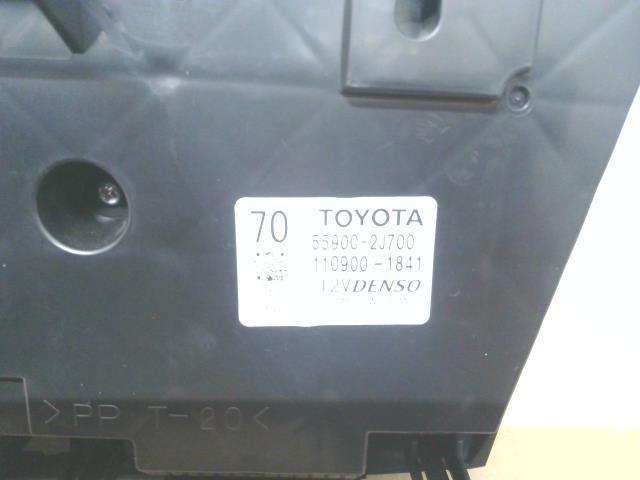 70 TOYOTA
55900-2J700
110900-1841
12V DENSO
>PP T-20<